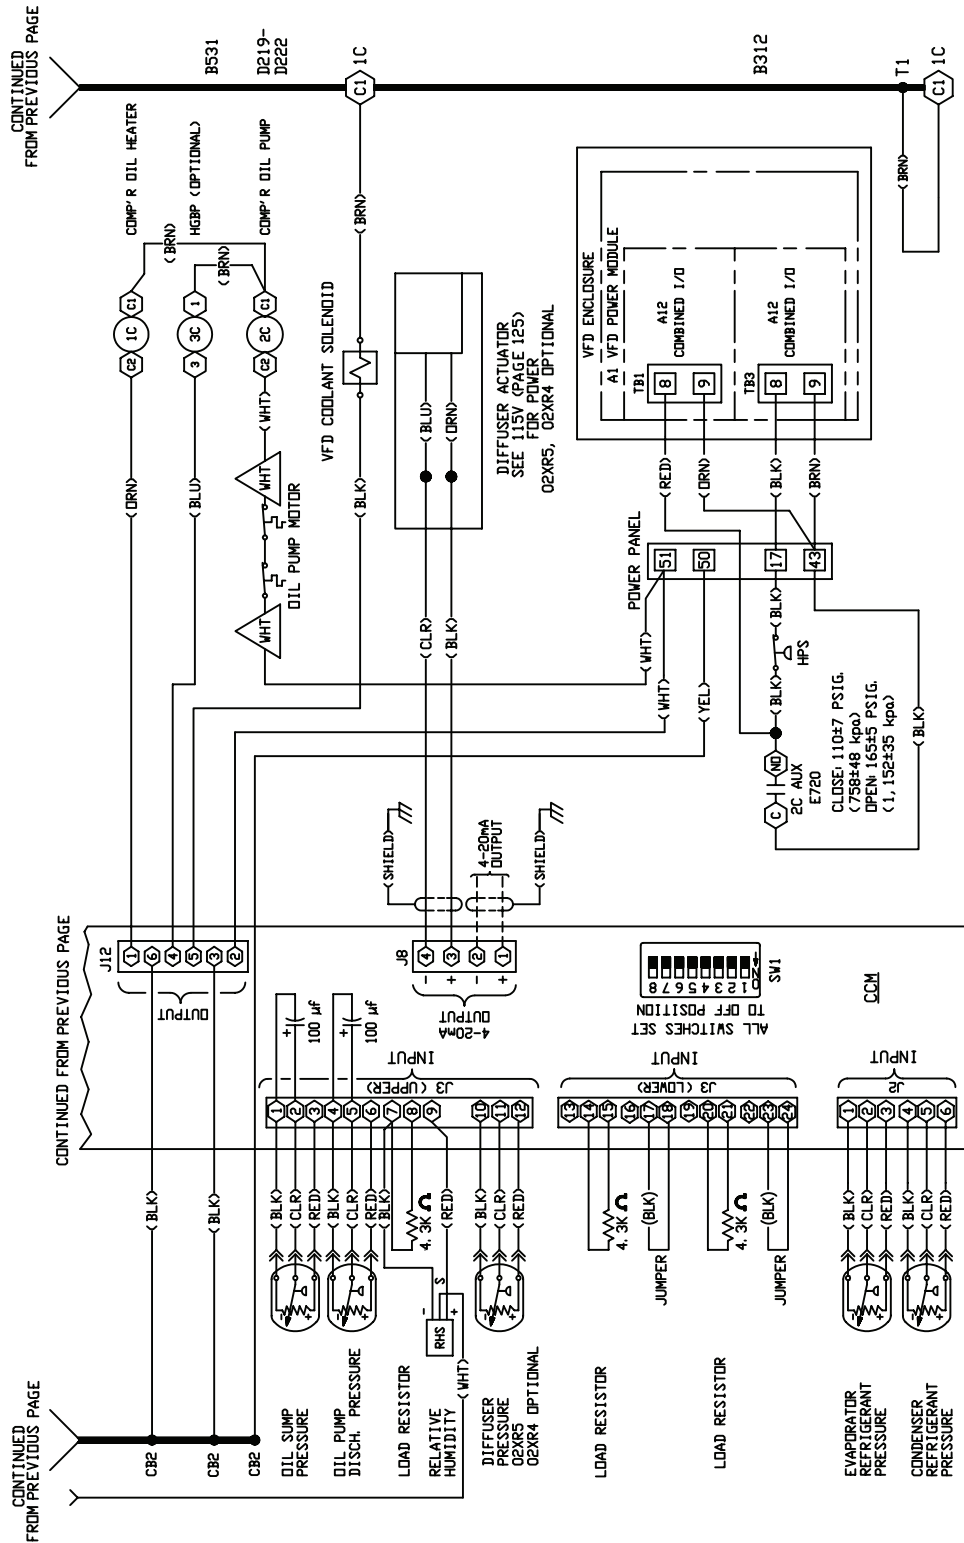 CONTINUED
FROM PREVIOUS PAGE
B531
D219-
D222
C1
1C
B312
T1
C1
1C
(BRN)
COMP'R OIL HEATER
HGBP (OPTIONAL)
COMP'R OIL PUMP
(BRN)
(BRN)
C1
1C
C2
1
3C
3
C1
2C
C2
(ORN)
(BLU)
(WHT)
WHT
OIL PUMP MOTOR
WHT
VFD COOLANT SOLENOID
(BRN)
(BLK)
(BLU)
(ORN)
(CLR)
(BLK)
DIFFUSER ACTUATOR
SEE 115V (PAGE 125)
FOR POWER
02XR5, 02XR4 OPTIONAL
VFD ENCLOSURE
A1 VFD POWER MODULE
A12
COMBINED I/O
A12
COMBINED I/O
TB1
8
9
TB3
8
9
(RED)
(ORN)
(BLK)
(BRN)
POWER PANEL
51
50
17
43
(WHT)
(WHT)
(YEL)
(BLK)
HPS
(BLK)
NO
C
2C AUX
E720
CLOSE: 110±7 PSIG.
(758±48 kpa)
OPEN: 165±5 PSIG.
(1,152±35 kpa)
(BLK)
(SHIELD)
4-20mA
OUTPUT
(SHIELD)
CONTINUED FROM PREVIOUS PAGE
J12
1
6
4
5
3
2
OUTPUT
J8
4
3
2
1
-
+
-
+
4-20mA
OUTPUT
1 2 3 4 5 6 7 8
ON
SW1
ALL SWITCHES SET
TO OFF POSITION
CCM
+
100 µf
+
100 µf
INPUT
J3 (UPPER)
1
2
3
4
5
6
7
8
9
10
11
12
INPUT
J3 (LOWER)
13
14
15
16
17
18
19
20
21
22
23
24
INPUT
J2
1
2
3
4
5
6
(BLK)
(BLK)
(BLK)
(CLR)
(RED)
(BLK)
(CLR)
(RED)
(BLK)
4.3K Ω
(RED)
(BLK)
(CLR)
(RED)
4.3K Ω
(BLK)
JUMPER
4.3K Ω
(BLK)
JUMPER
(BLK)
(CLR)
(RED)
(BLK)
(CLR)
(RED)
-
S
+
RHS
(WHT)
CONTINUED
FROM PREVIOUS PAGE
CB2
CB2
CB2
OIL SUMP
PRESSURE
OIL PUMP
DISCH. PRESSURE
LOAD RESISTOR
RELATIVE
HUMIDITY
DIFFUSER
PRESSURE
02XR5
02XR4 OPTIONAL
LOAD RESISTOR
LOAD RESISTOR
EVAPORATOR
REFRIGERANT
PRESSURE
CONDENSER
REFRIGERANT
PRESSURE